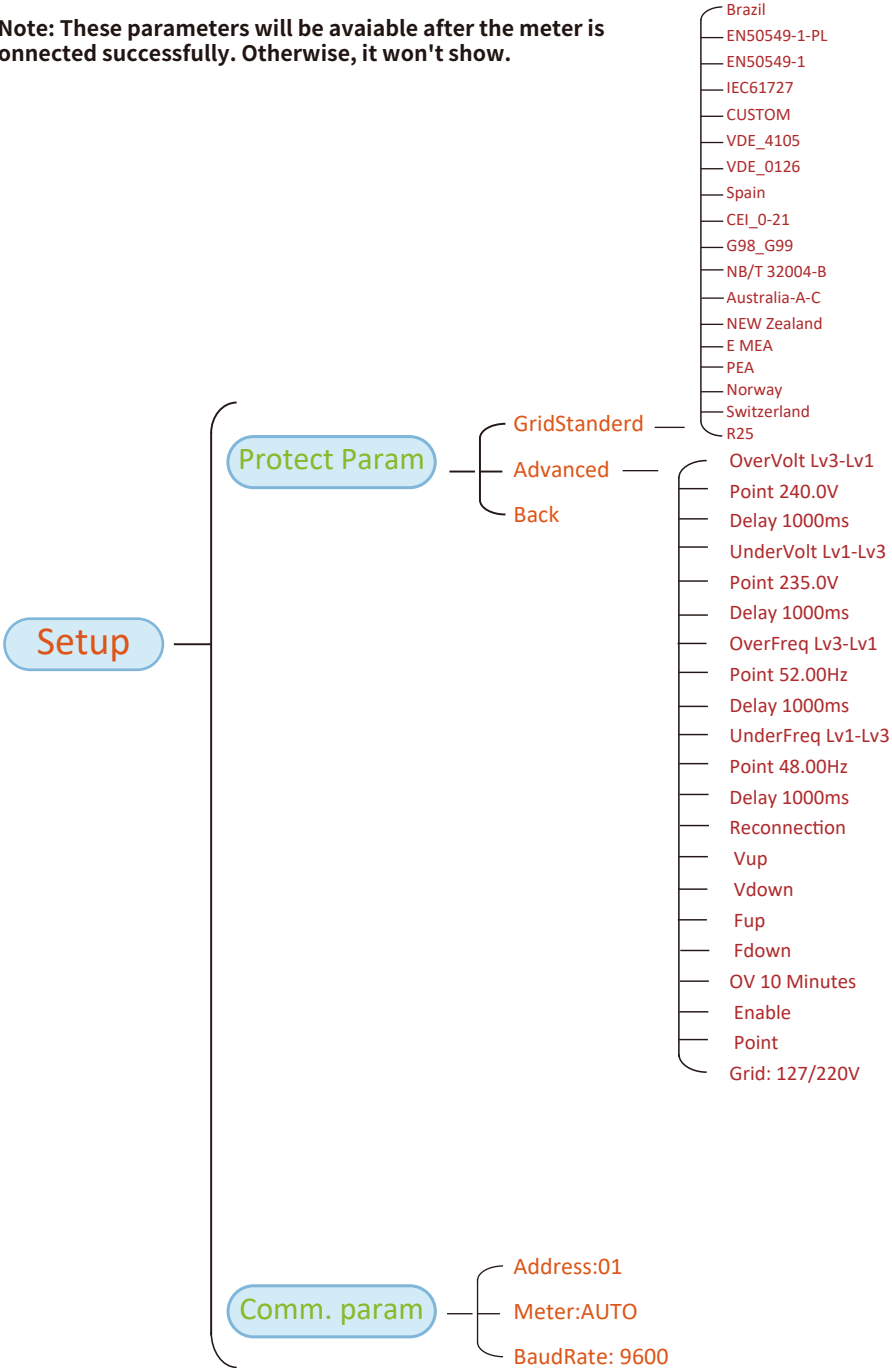 Note: These parameters will be avaiable after the meter is
onnected successfully. Otherwise, it won't show.
Brazil
EN50549-1-PL
EN50549-1
IEC61727
CUSTOM
VDE_4105
VDE_0126
Spain
CEI_0-21
G98_G99
NB/T 32004-B
Australia-A-C
NEW Zealand
E MEA
PEA
Norway
Switzerland
R25
Setup
Protect Param
GridStanderd
Advanced
Back
OverVolt Lv3-Lv1
Point 240.0V
Delay 1000ms
UnderVolt Lv1-Lv3
Point 235.0V
Delay 1000ms
OverFreq Lv3-Lv1
Point 52.00Hz
Delay 1000ms
UnderFreq Lv1-Lv3
Point 48.00Hz
Delay 1000ms
Reconnection
Vup
Vdown
Fup
Fdown
OV 10 Minutes
Enable
Point
Grid: 127/220V
Comm. param
Address:01
Meter:AUTO
BaudRate: 9600